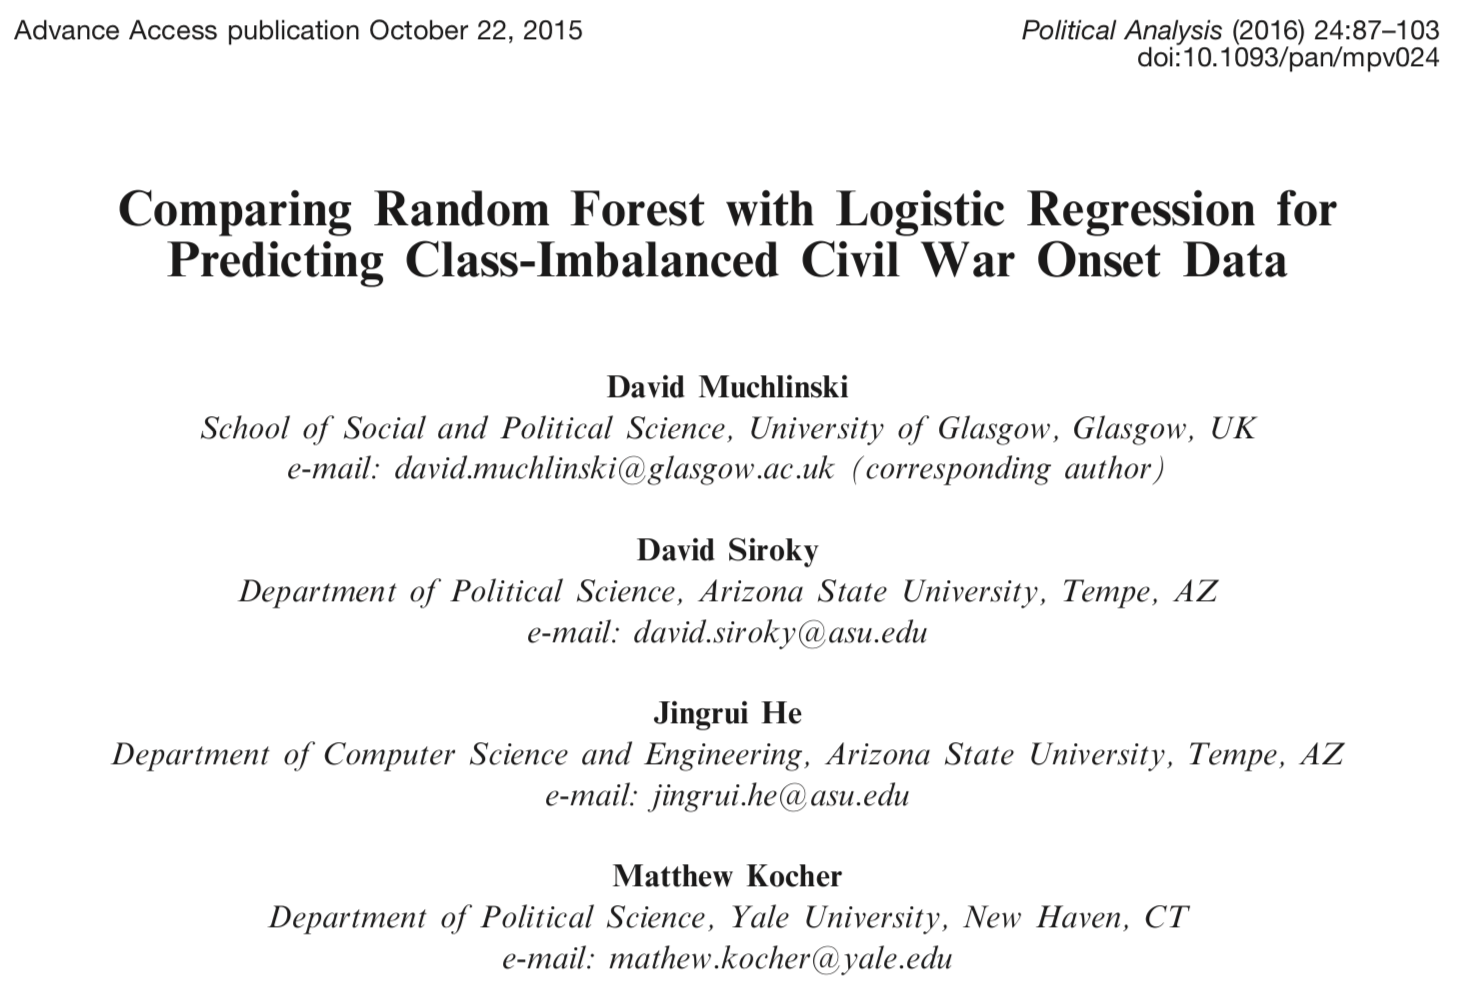 Advance Access publication October 22, 2015
Political Analysis (2016) 24:87–103
doi:10.1093/pan/mpv024
Comparing Random Forest with Logistic Regression for
Predicting Class-Imbalanced Civil War Onset Data
David Muchlinski
School of Social and Political Science, University of Glasgow, Glasgow, UK
e-mail: david.muchlinski@glasgow.ac.uk (corresponding author)
David Siroky
Department of Political Science, Arizona State University, Tempe, AZ
e-mail: david.siroky@asu.edu
Jingrui He
Department of Computer Science and Engineering, Arizona State University, Tempe, AZ
e-mail: jingrui.he@asu.edu
Matthew Kocher
Department of Political Science, Yale University, New Haven, CT
e-mail: mathew.kocher@yale.edu